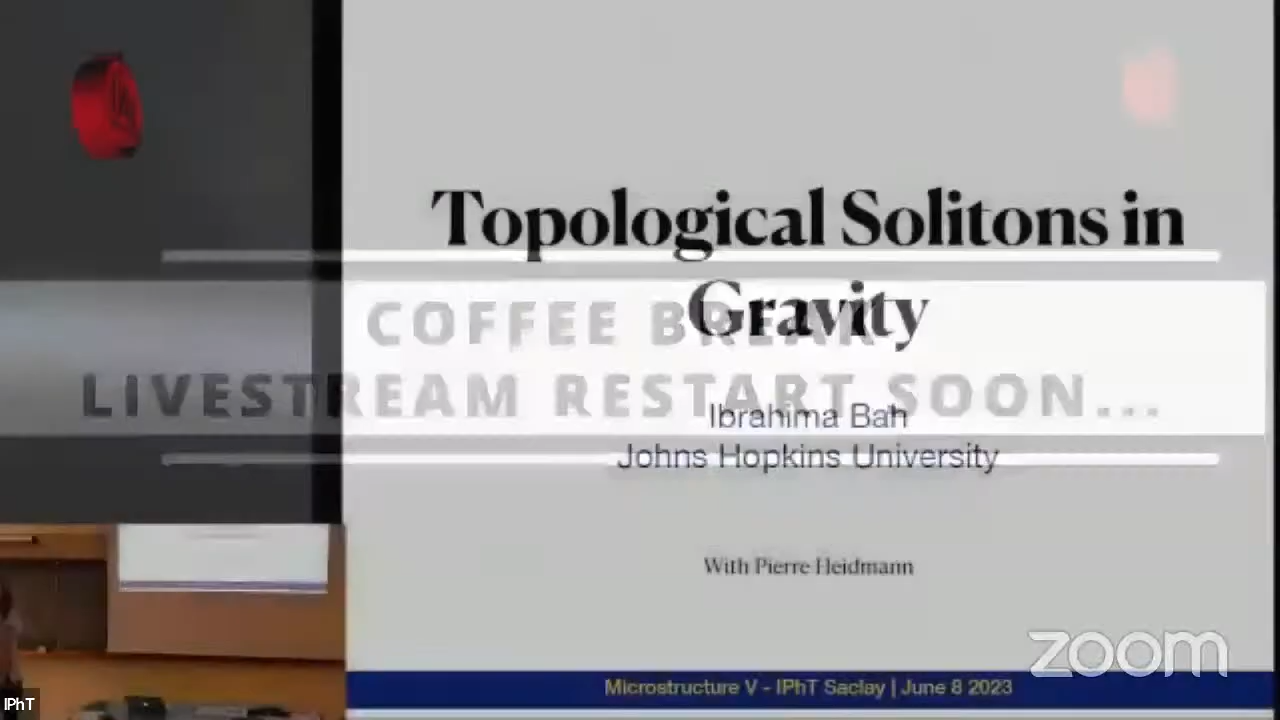 Topological Solitons in
Gravity
COFFEE BREAK
LIVESTREAM RESTART SOON...
Ibrahima Bah
Johns Hopkins University
With Pierre Heidmann
zoom
Microstructure V - IPhT Saclay | June 8 2023
IPhT